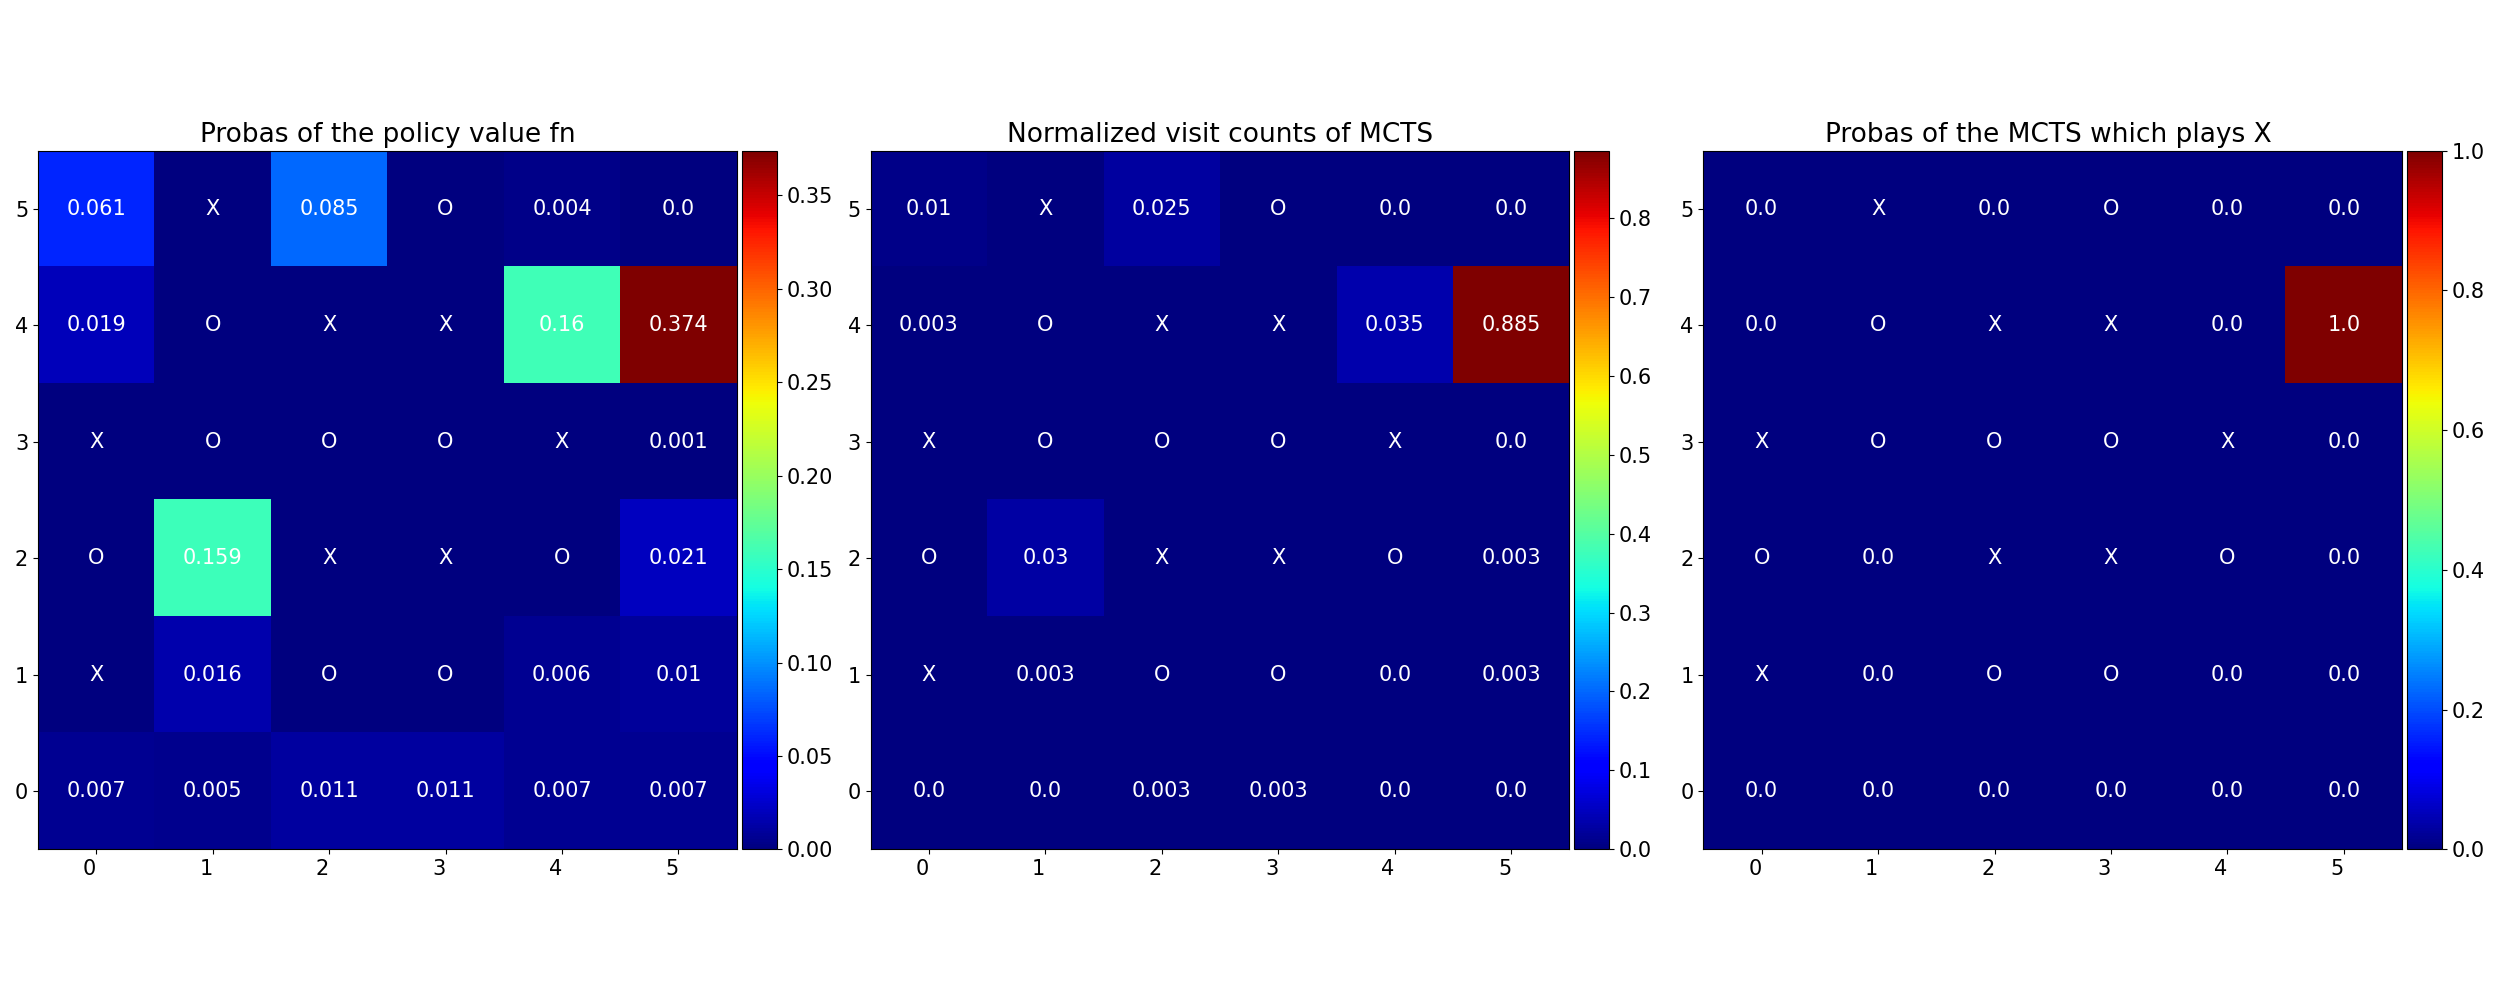 Probas of the policy value fn
5 0.061 X 0.085 O 0.004 0.0
4 0.019 O X X 0.16 0.374
3 X O O O X 0.001
2 O 0.159 X X O 0.021
1 X 0.016 O O 0.006 0.01
0 0.007 0.005 0.011 0.011 0.007 0.007
0 1 2 3 4 5
0.35
0.30
0.25
0.20
0.15
0.10
0.05
0.00
Normalized visit counts of MCTS
5 0.01 X 0.025 O 0.0 0.0
4 0.003 O X X 0.035 0.885
3 X O O O X 0.0
2 O 0.03 X X O 0.003
1 X 0.003 O O 0.0 0.003
0 0.0 0.0 0.003 0.003 0.0 0.0
0 1 2 3 4 5
0.8
0.7
0.6
0.5
0.4
0.3
0.2
0.1
0.0
Probas of the MCTS which plays X
5 0.0 X 0.0 O 0.0 0.0
4 0.0 O X X 0.0 1.0
3 X O O O X 0.0
2 O 0.0 X X O 0.0
1 X 0.0 O O 0.0 0.0
0 0.0 0.0 0.0 0.0 0.0 0.0
0 1 2 3 4 5
1.0
0.8
0.6
0.4
0.2
0.0